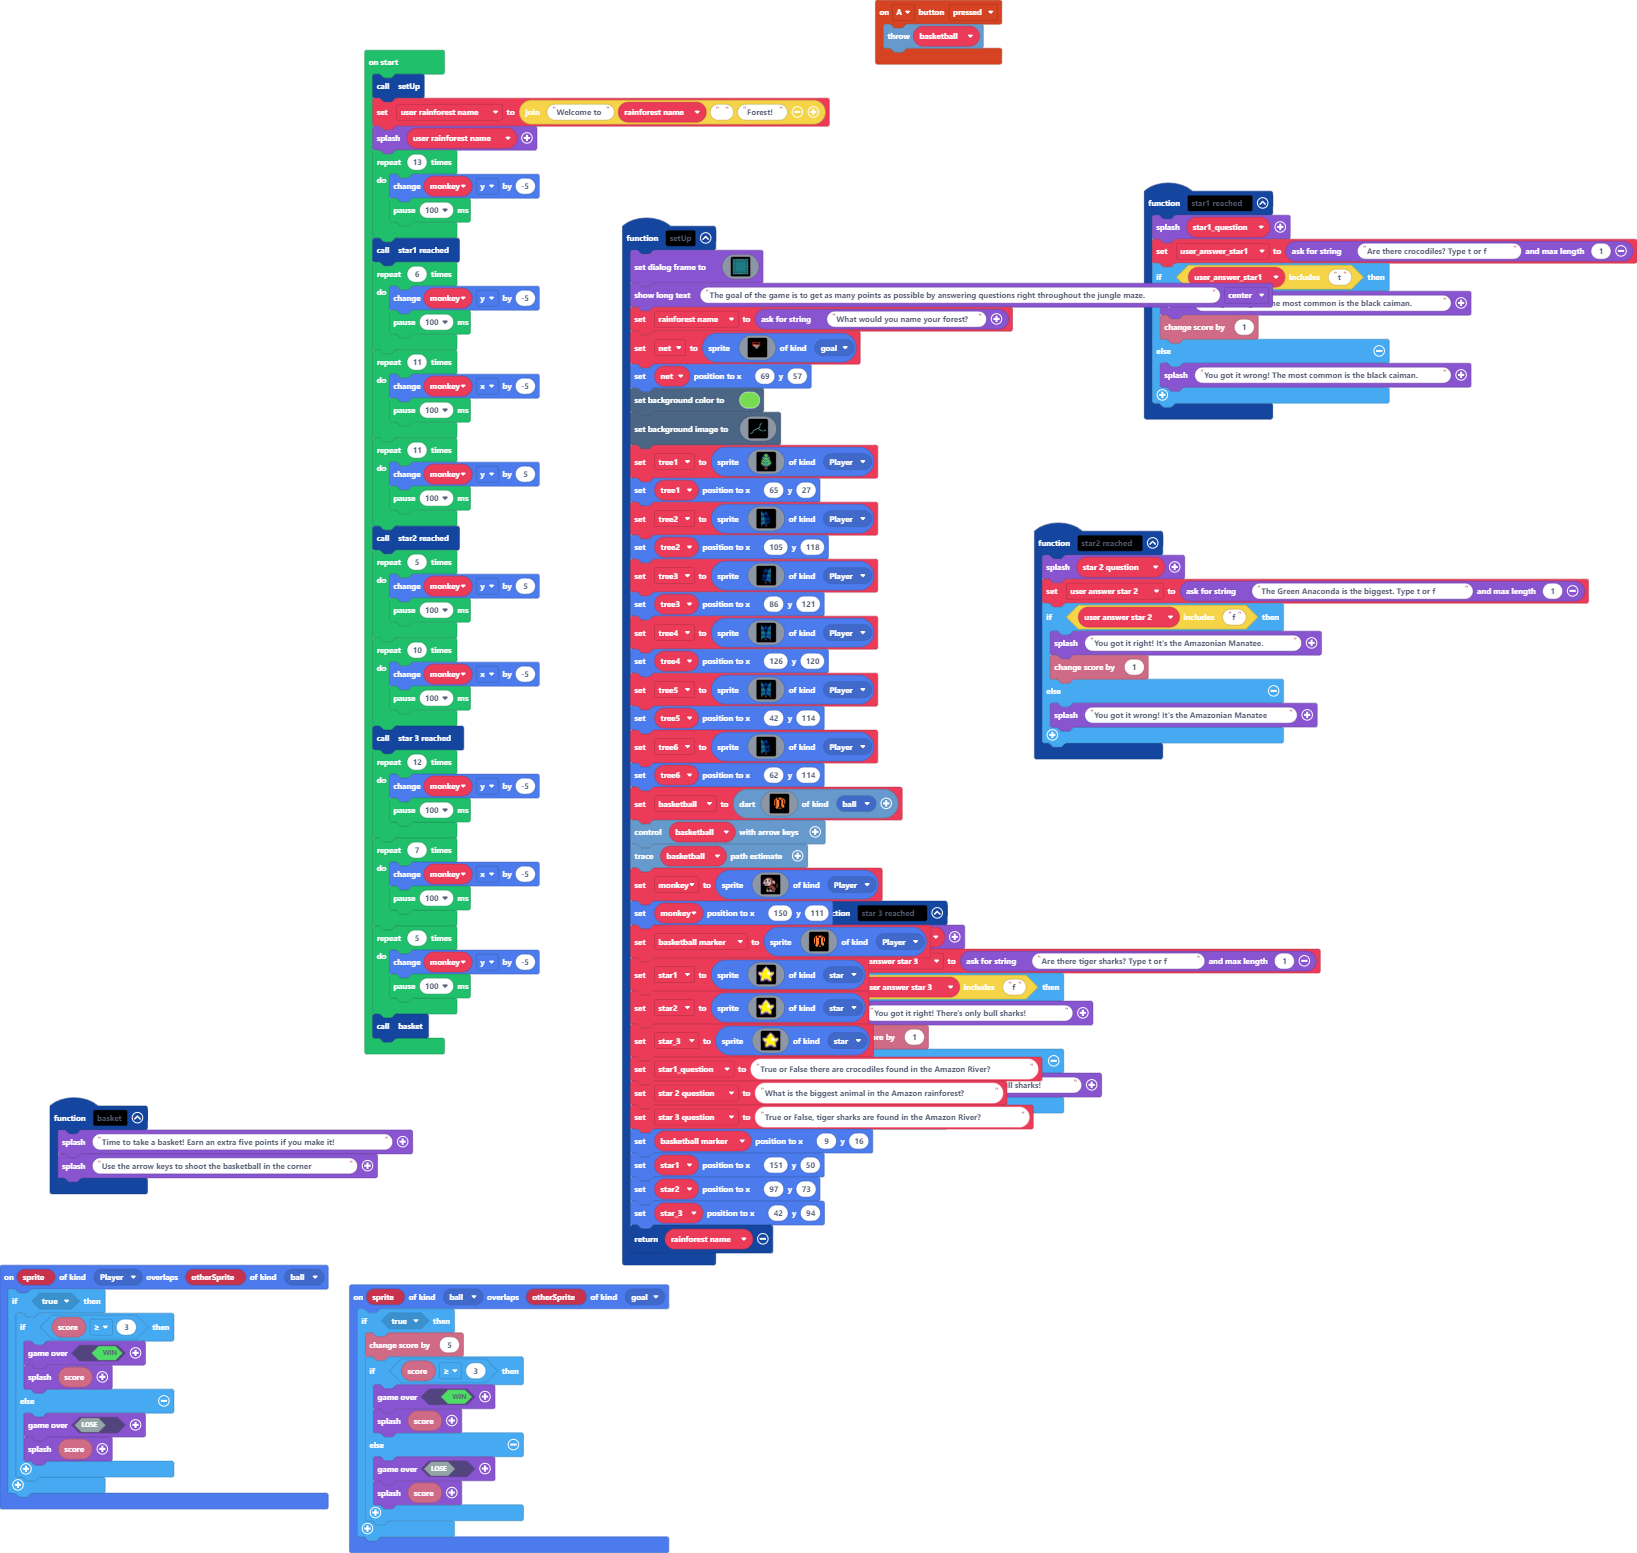 on A button pressed
throw basketball
on start
call setUp
set user rainforest name to join "Welcome to " rainforest name " " "Forest!"
splash user rainforest name
repeat 13 times
do change monkey y by -5
pause 100 ms
call star1 reached
repeat 6 times
do change monkey y by -5
pause 100 ms
repeat 11 times
do change monkey x by -5
pause 100 ms
repeat 11 times
do change monkey y by 5
pause 100 ms
call star2 reached
repeat 5 times
do change monkey y by 5
pause 100 ms
repeat 10 times
do change monkey x by -5
pause 100 ms
call star 3 reached
repeat 12 times
do change monkey y by -5
pause 100 ms
repeat 7 times
do change monkey x by -5
pause 100 ms
repeat 5 times
do change monkey y by -5
pause 100 ms
call basket
function setUp
set dialog frame to
show long text "The goal of the game is to get as many points as possible by answering questions right throughout the jungle maze. " center
set rainforest name to ask for string "What would you name your forest? "
set net to sprite of kind goal
set net position to x 69 y 57
set background color to
set background image to
set tree1 to sprite of kind Player
set tree1 position to x 65 y 27
set tree2 to sprite of kind Player
set tree2 position to x 105 y 118
set tree3 to sprite of kind Player
set tree3 position to x 86 y 121
set tree4 to sprite of kind Player
set tree4 position to x 126 y 120
set tree5 to sprite of kind Player
set tree5 position to x 42 y 114
set tree6 to sprite of kind Player
set tree6 position to x 62 y 114
set basketball to dart of kind ball
control basketball with arrow keys
trace basketball path estimate
set monkey to sprite of kind Player
set monkey position to x 150 y 111
set basketball marker to sprite of kind Player
set star1 to sprite of kind star
set star2 to sprite of kind star
set star_3 to sprite of kind star
set star1_question to "True or False there are crocodiles found in the Amazon River? "
set star 2 question to "What is the biggest animal in the Amazon rainforest? "
set star 3 question to "True or False, tiger sharks are found in the Amazon River? "
set basketball marker position to x 9 y 16
set star1 position to x 151 y 50
set star2 position to x 97 y 73
set star_3 position to x 42 y 94
return rainforest name
function star1 reached
splash star1_question
set user_answer_star1 to ask for string "Are there crocodiles? Type t or f " and max length 1
if user_answer_star1 includes "t" then
he most common is the black caiman. "
change score by 1
else
splash "You got it wrong! The most common is the black caiman. "
function star2 reached
splash star 2 question
set user answer star 2 to ask for string "The Green Anaconda is the biggest. Type t or f " and max length 1
if user answer star 2 includes "f" then
splash "You got it right! It's the Amazonian Manatee. "
change score by 1
else
splash "You got it wrong! It's the Amazonian Manatee "
ction star 3 reached
answer star 3 to ask for string "Are there tiger sharks? Type t or f " and max length 1
ser answer star 3 includes "f" then
"You got it right! There's only bull sharks! "
re by 1
ll sharks! "
function basket
splash "Time to take a basket! Earn an extra five points if you make it! "
splash "Use the arrow keys to shoot the basketball in the corner "
on sprite of kind Player overlaps otherSprite of kind ball
if true then
if score ≥ 3 then
game over WIN
splash score
else
game over LOSE
splash score
on sprite of kind ball overlaps otherSprite of kind goal
if true then
change score by 5
if score ≥ 3 then
game over WIN
splash score
else
game over LOSE
splash score